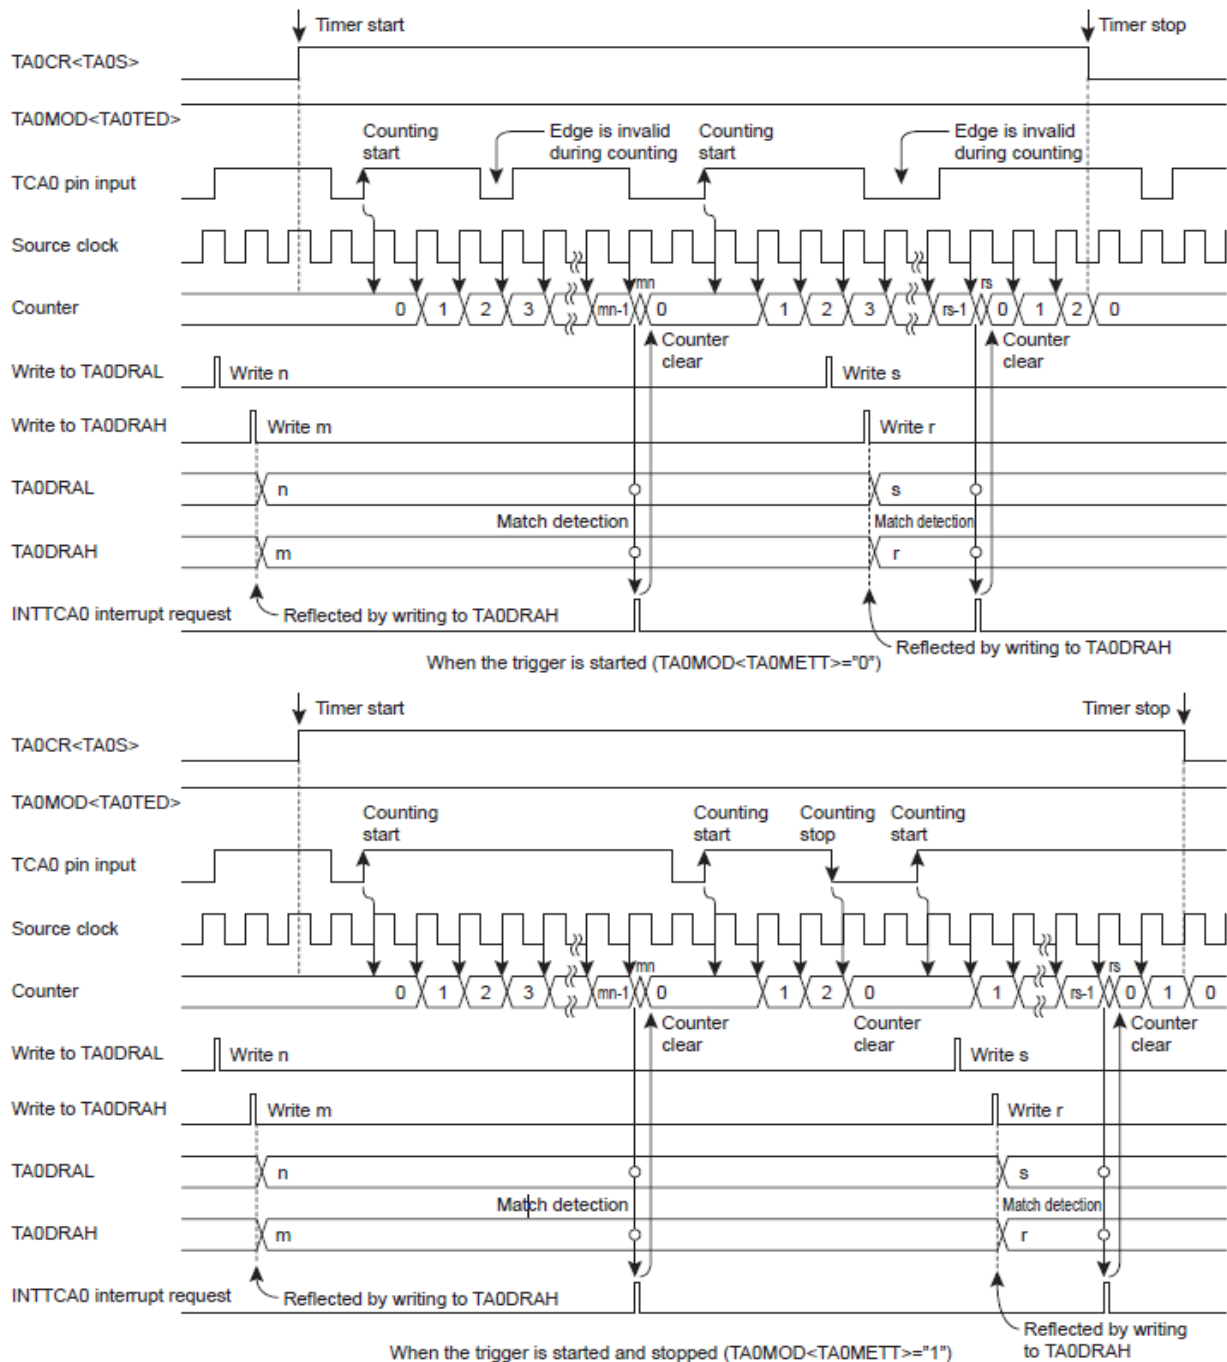 Timer start
Timer stop
TA0CR<TA0S>
TA0MOD<TA0TED>
Counting start
Edge is invalid during counting
Counting start
Edge is invalid during counting
TCA0 pin input
Source clock
mn
rs
Counter
0 1 2 3 mn-1 0 1 2 3 rs-1 0 1 2 0
Counter clear
Counter clear
Write to TA0DRAL
Write n
Write s
Write to TA0DRAH
Write m
Write r
TA0DRAL
n
s
Match detection
Match detection
TA0DRAH
m
r
INTTCA0 interrupt request
Reflected by writing to TA0DRAH
Reflected by writing to TA0DRAH
When the trigger is started (TA0MOD<TA0METT>="0")
Timer start
Timer stop
TA0CR<TA0S>
TA0MOD<TA0TED>
Counting start
Counting start
Counting stop
Counting start
TCA0 pin input
Source clock
mn
rs
Counter
0 1 2 3 mn-1 0 1 2 0 1 rs-1 0 1 0
Counter clear
Counter clear
Counter clear
Write to TA0DRAL
Write n
Write s
Write to TA0DRAH
Write m
Write r
TA0DRAL
n
s
Match detection
Match detection
TA0DRAH
m
r
INTTCA0 interrupt request
Reflected by writing to TA0DRAH
Reflected by writing to TA0DRAH
When the trigger is started and stopped (TA0MOD<TA0METT>="1")